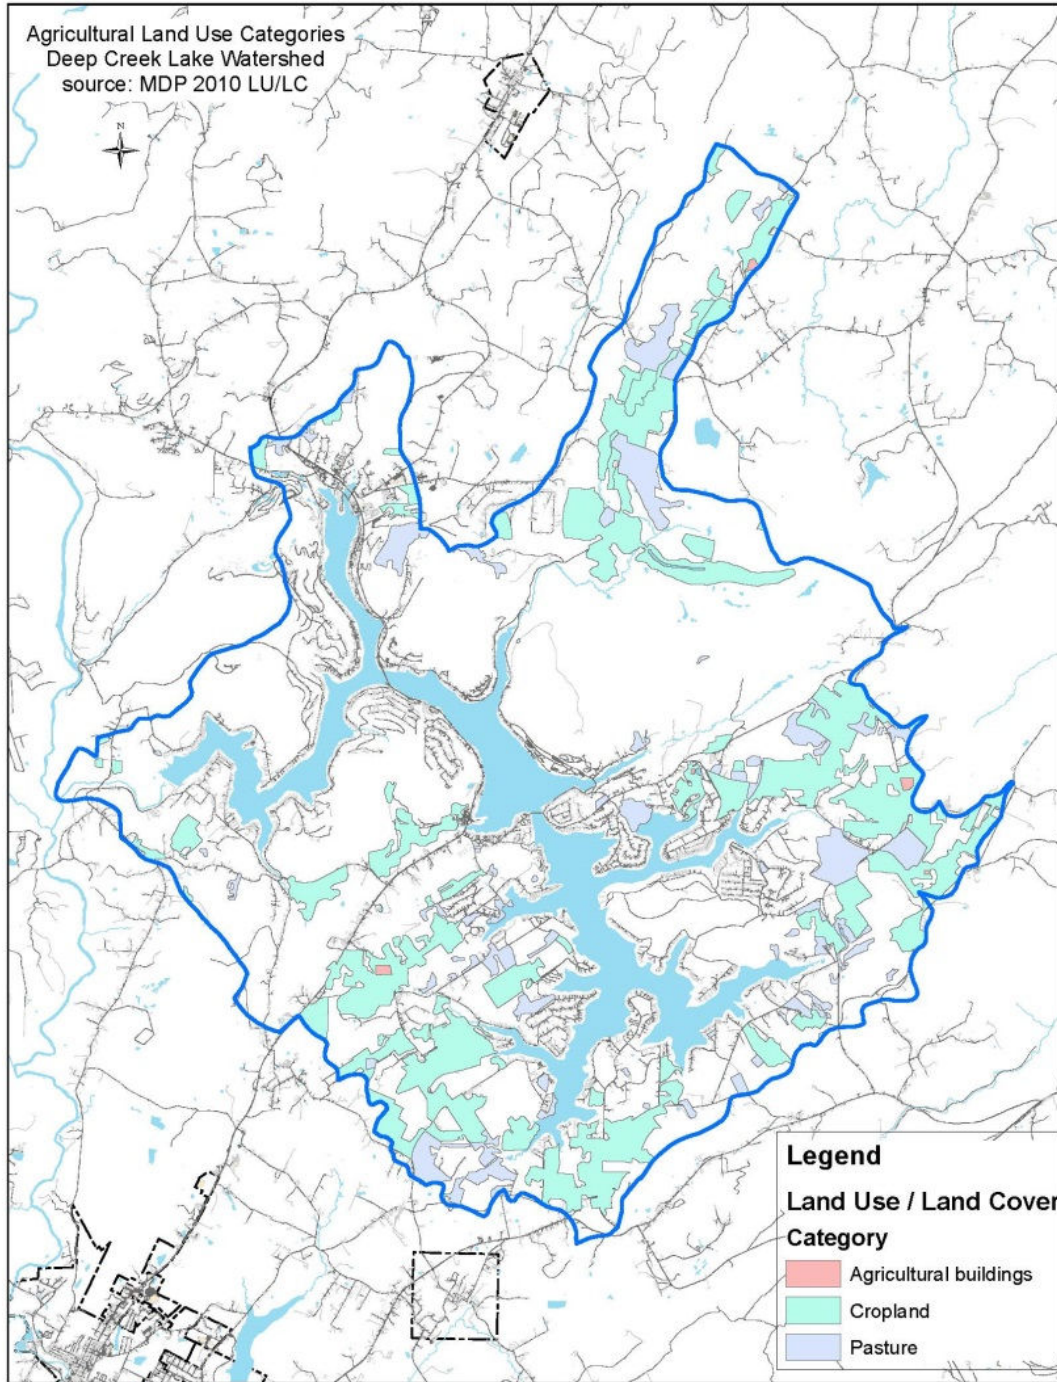 Agricultural Land Use Categories
Deep Creek Lake Watershed
source: MDP 2010 LU/LC
N
Legend
Land Use / Land Cover
Category
Agricultural buildings
Cropland
Pasture